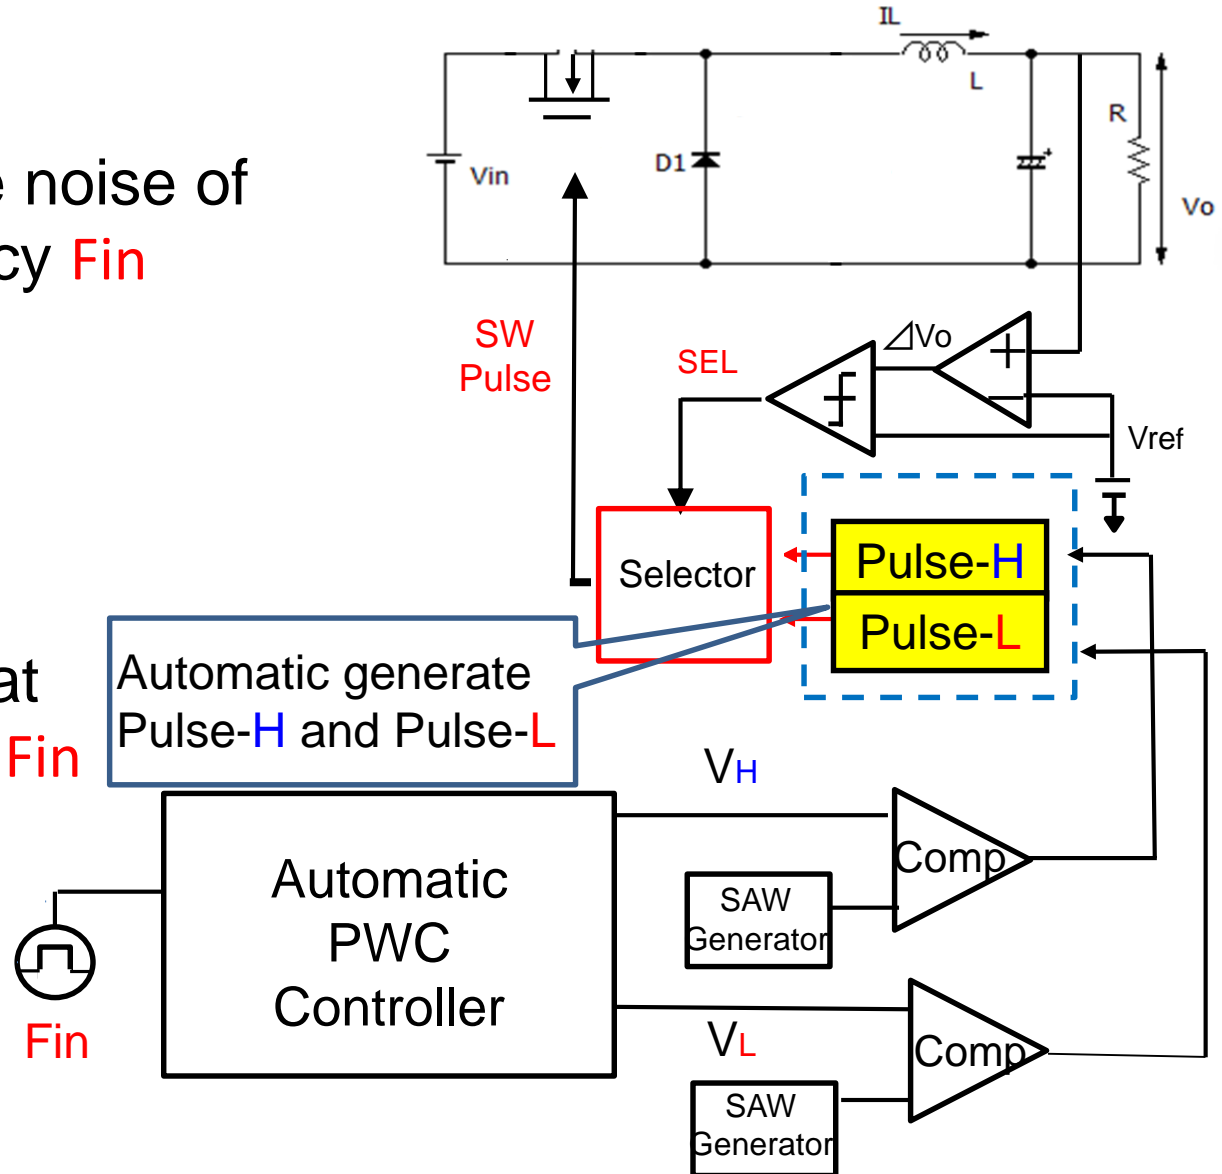 IL
L
R
D1
Vin
Vo
e noise of
cy Fin
SW
Pulse
SEL
⊿Vo
+
Vref
Selector
Pulse-H
Pulse-L
Automatic generate
Pulse-H and Pulse-L
at
Fin
VH
Comp
Automatic
PWC
Controller
SAW
Generator
Fin
VL
Comp
SAW
Generator